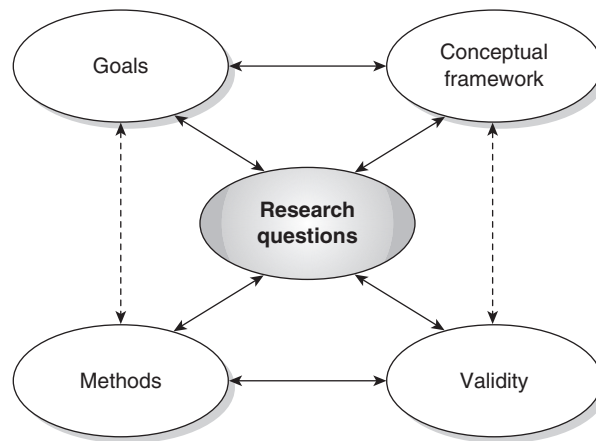 Goals
Conceptual
framework
Research
questions
Methods
Validity